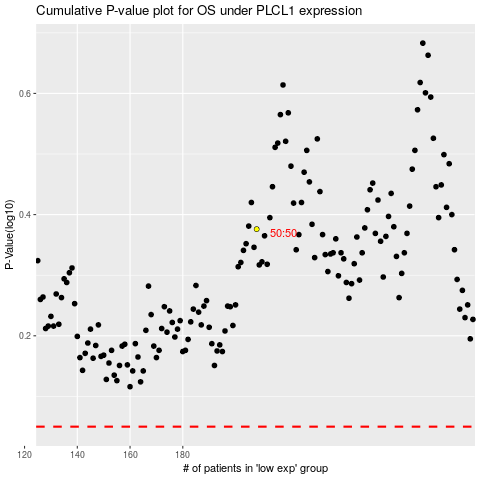 Cumulative P-value plot for OS under PLCL1 expression
P-Value(log10)
0.6
0.4
0.2
50:50
120 140 160 180
# of patients in 'low exp' group